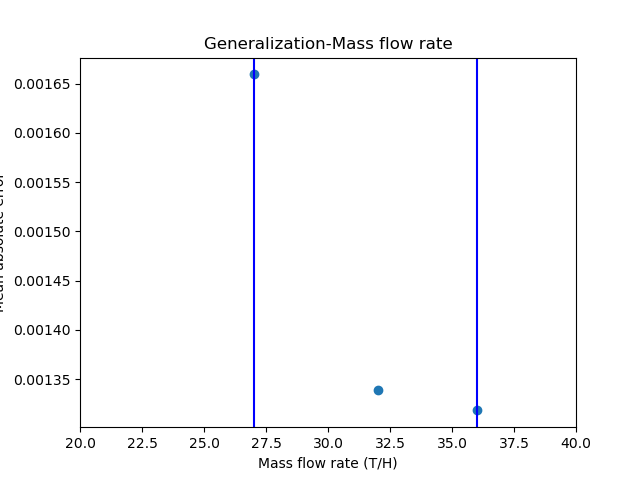 Generalization-Mass flow rate
Mean absolute error
0.00165
0.00160
0.00155
0.00150
0.00145
0.00140
0.00135
20.0 22.5 25.0 27.5 30.0 32.5 35.0 37.5 40.0
Mass flow rate (T/H)